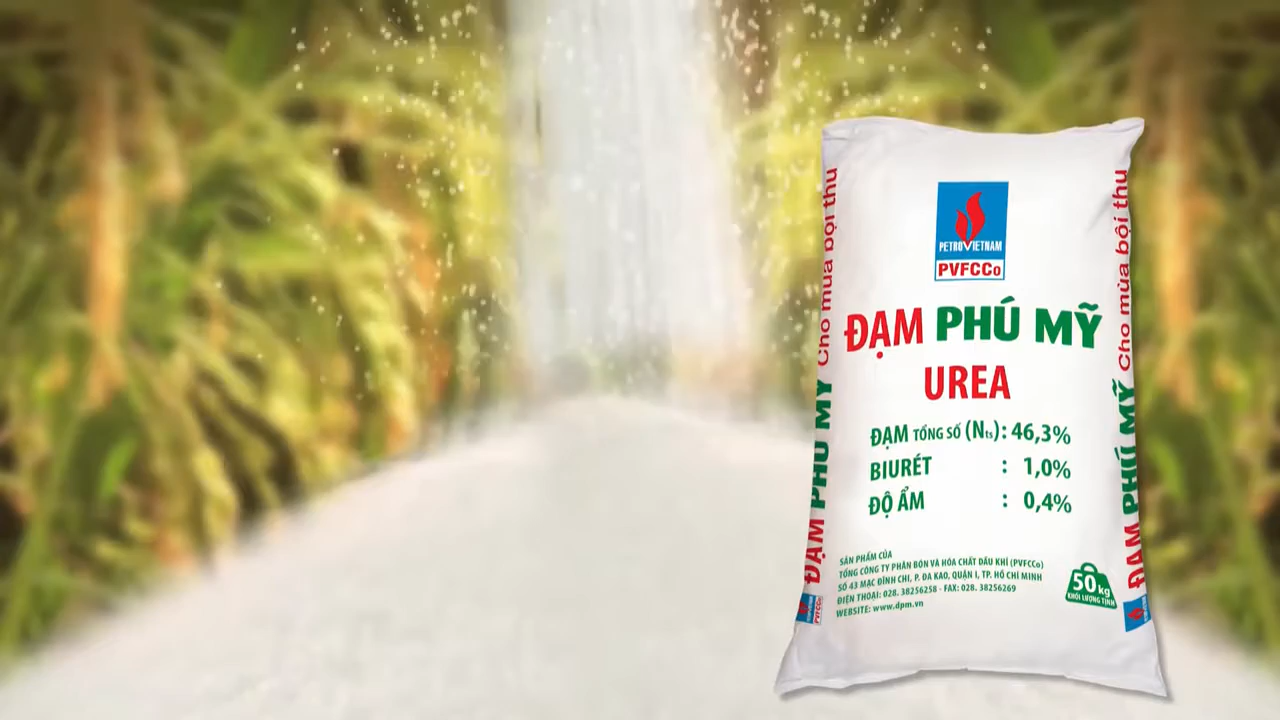 PETROVIETNAM
PVFCCo
ĐẠM PHÚ MỸ
UREA
ĐẠM TỔNG SỐ (Nts): 46,3%
BIURÉT : 1,0%
ĐỘ ẨM : 0,4%
SẢN PHẨM CỦA
TỔNG CÔNG TY PHÂN BÓN VÀ HÓA CHẤT DẦU KHÍ (PVFCCo)
SỐ 43 MẠC ĐĨNH CHI, P. ĐA KAO, QUẬN I, TP. HỒ CHÍ MINH
ĐIỆN THOẠI: 028. 38256258 - FAX: 028. 38256269
WEBSITE: www.dpm.vn
50kg
KHỐI LƯỢNG TỊNH
ĐẠM PHÚ MỸ Cho mùa bội thu
ĐẠM PHÚ MỸ Cho mùa bội thu